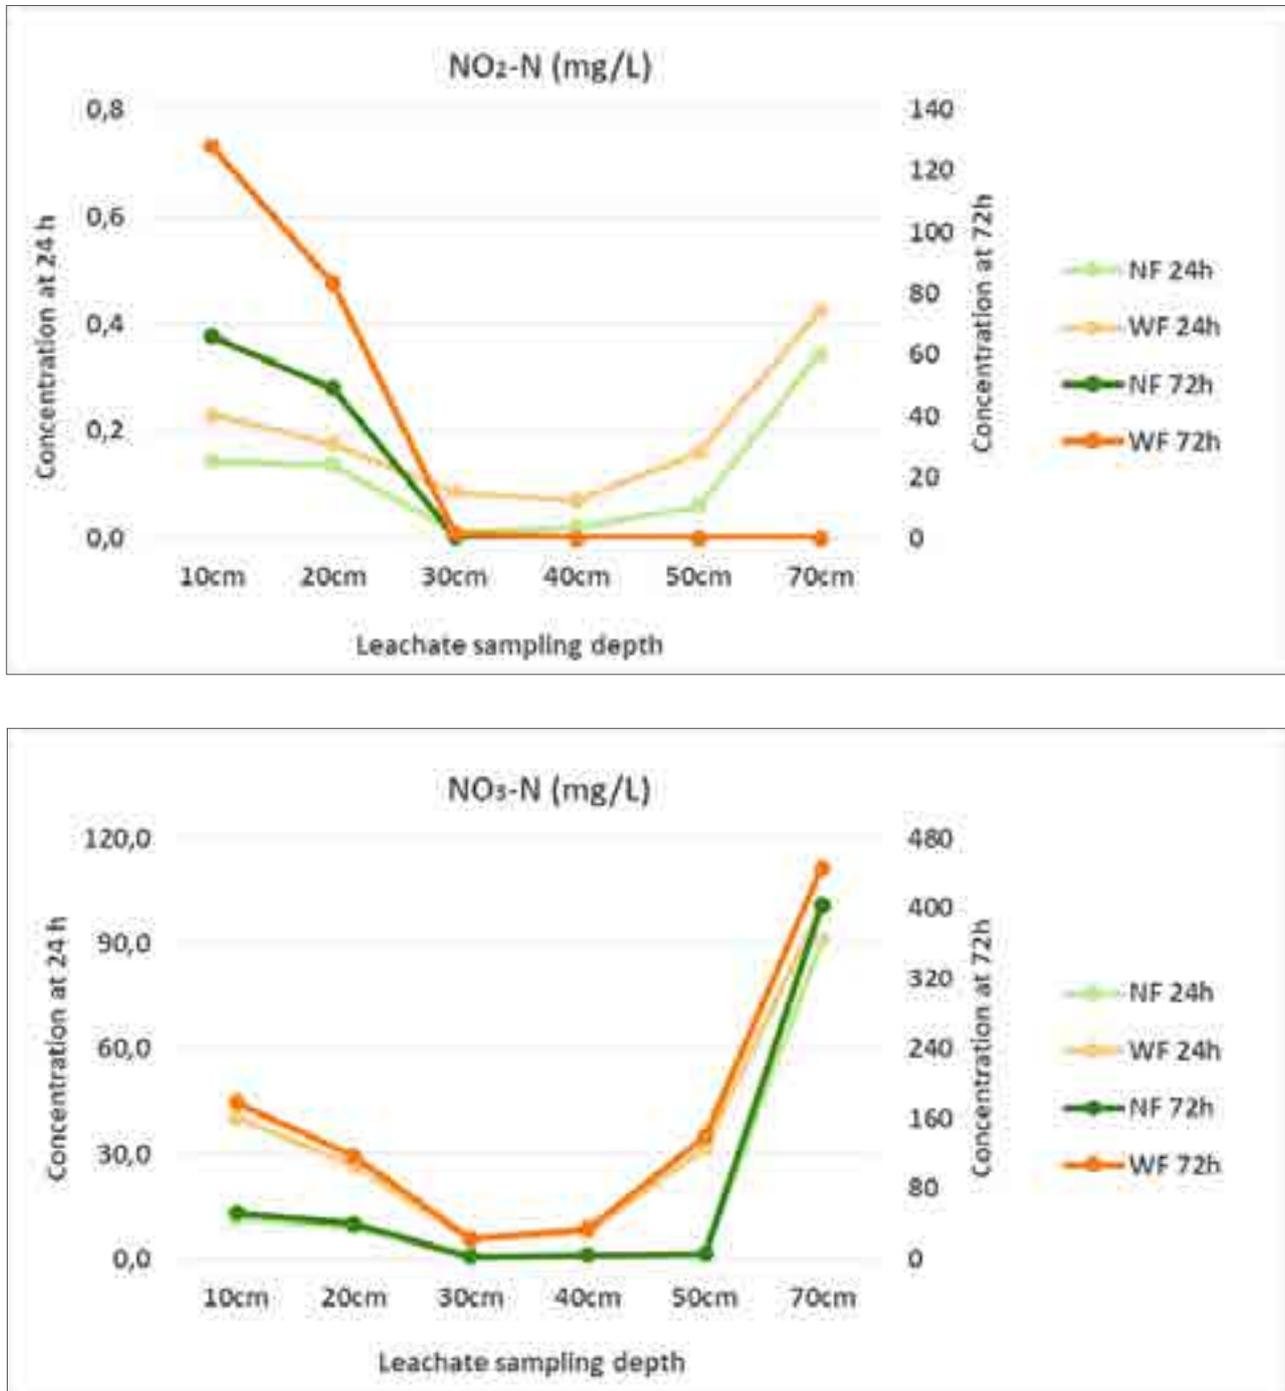 NO₂-N (mg/L)
0,8
0,6
0,4
0,2
0,0
Concentration at 24 h
140
120
100
80
60
40
20
0
Concentration at 72h
10cm 20cm 30cm 40cm 50cm 70cm
Leachate sampling depth
NF 24h
WF 24h
NF 72h
WF 72h
NO₃-N (mg/L)
120,0
90,0
60,0
30,0
0,0
Concentration at 24 h
480
400
320
240
160
80
0
Concentration at 72h
10cm 20cm 30cm 40cm 50cm 70cm
Leachate sampling depth
NF 24h
WF 24h
NF 72h
WF 72h